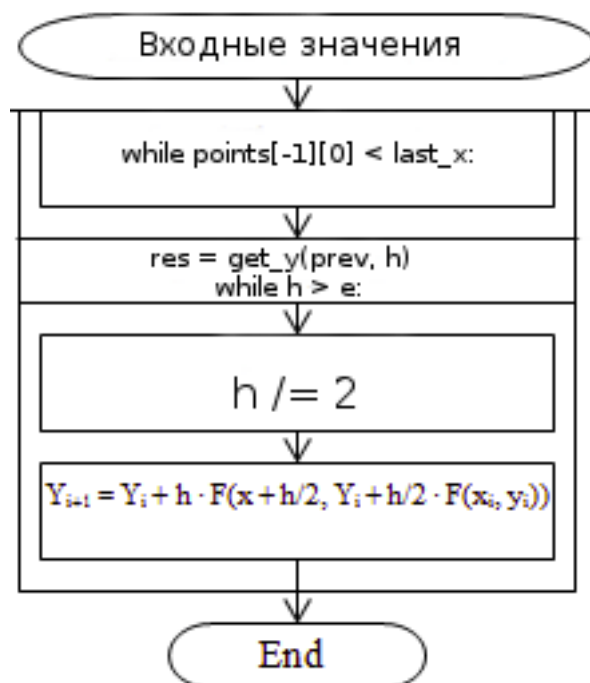 Входные значения
while points[-1][0] < last_x:
res = get_y(prev, h)
while h > e:
h /= 2
Yᵢ₊₁ = Yᵢ + h · F(x + h/2, Yᵢ + h/2 · F(xᵢ, yᵢ))
End